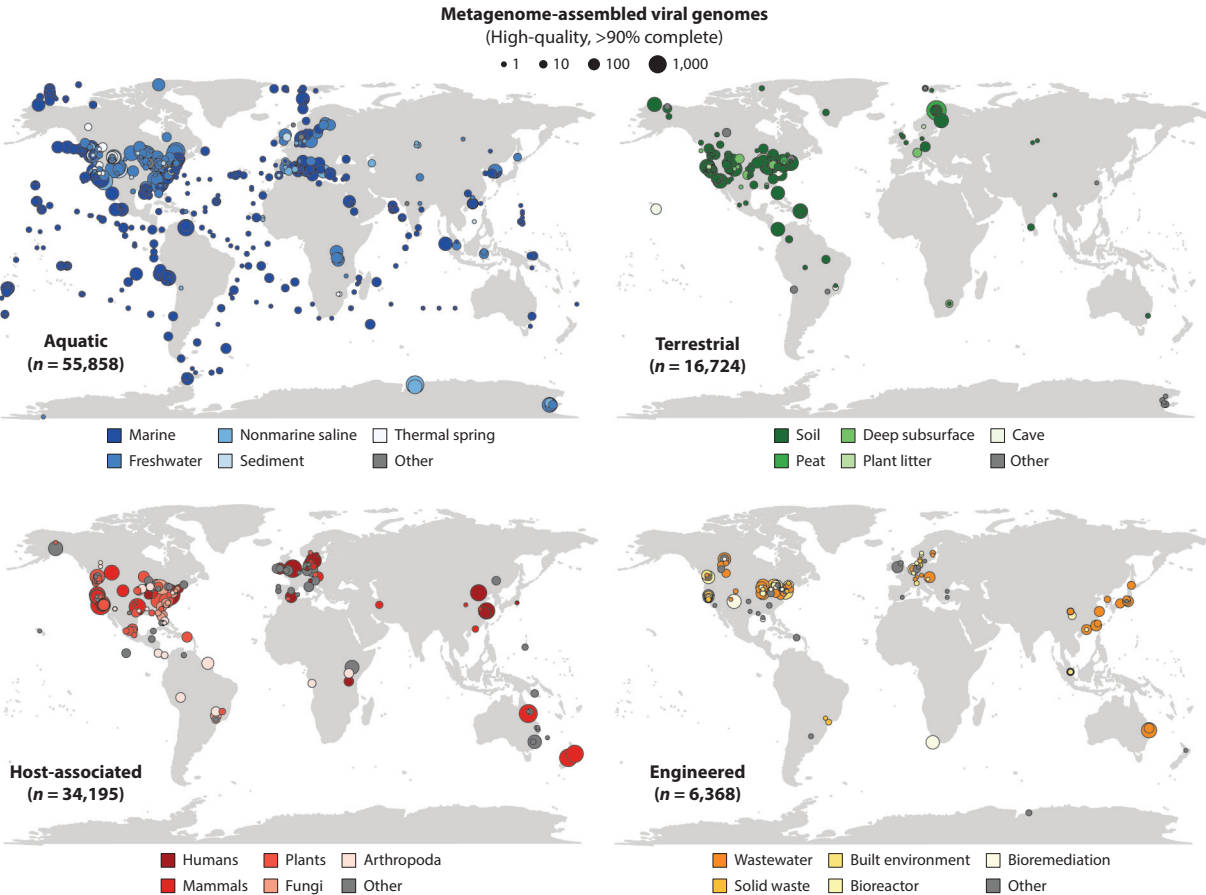 Metagenome-assembled viral genomes
(High-quality, >90% complete)
1 10 100 1,000
Aquatic
(n = 55,858)
Terrestrial
(n = 16,724)
Marine Nonmarine saline Thermal spring
Freshwater Sediment Other
Soil Deep subsurface Cave
Peat Plant litter Other
Host-associated
(n = 34,195)
Engineered
(n = 6,368)
Humans Plants Arthropoda
Mammals Fungi Other
Wastewater Built environment Bioremediation
Solid waste Bioreactor Other